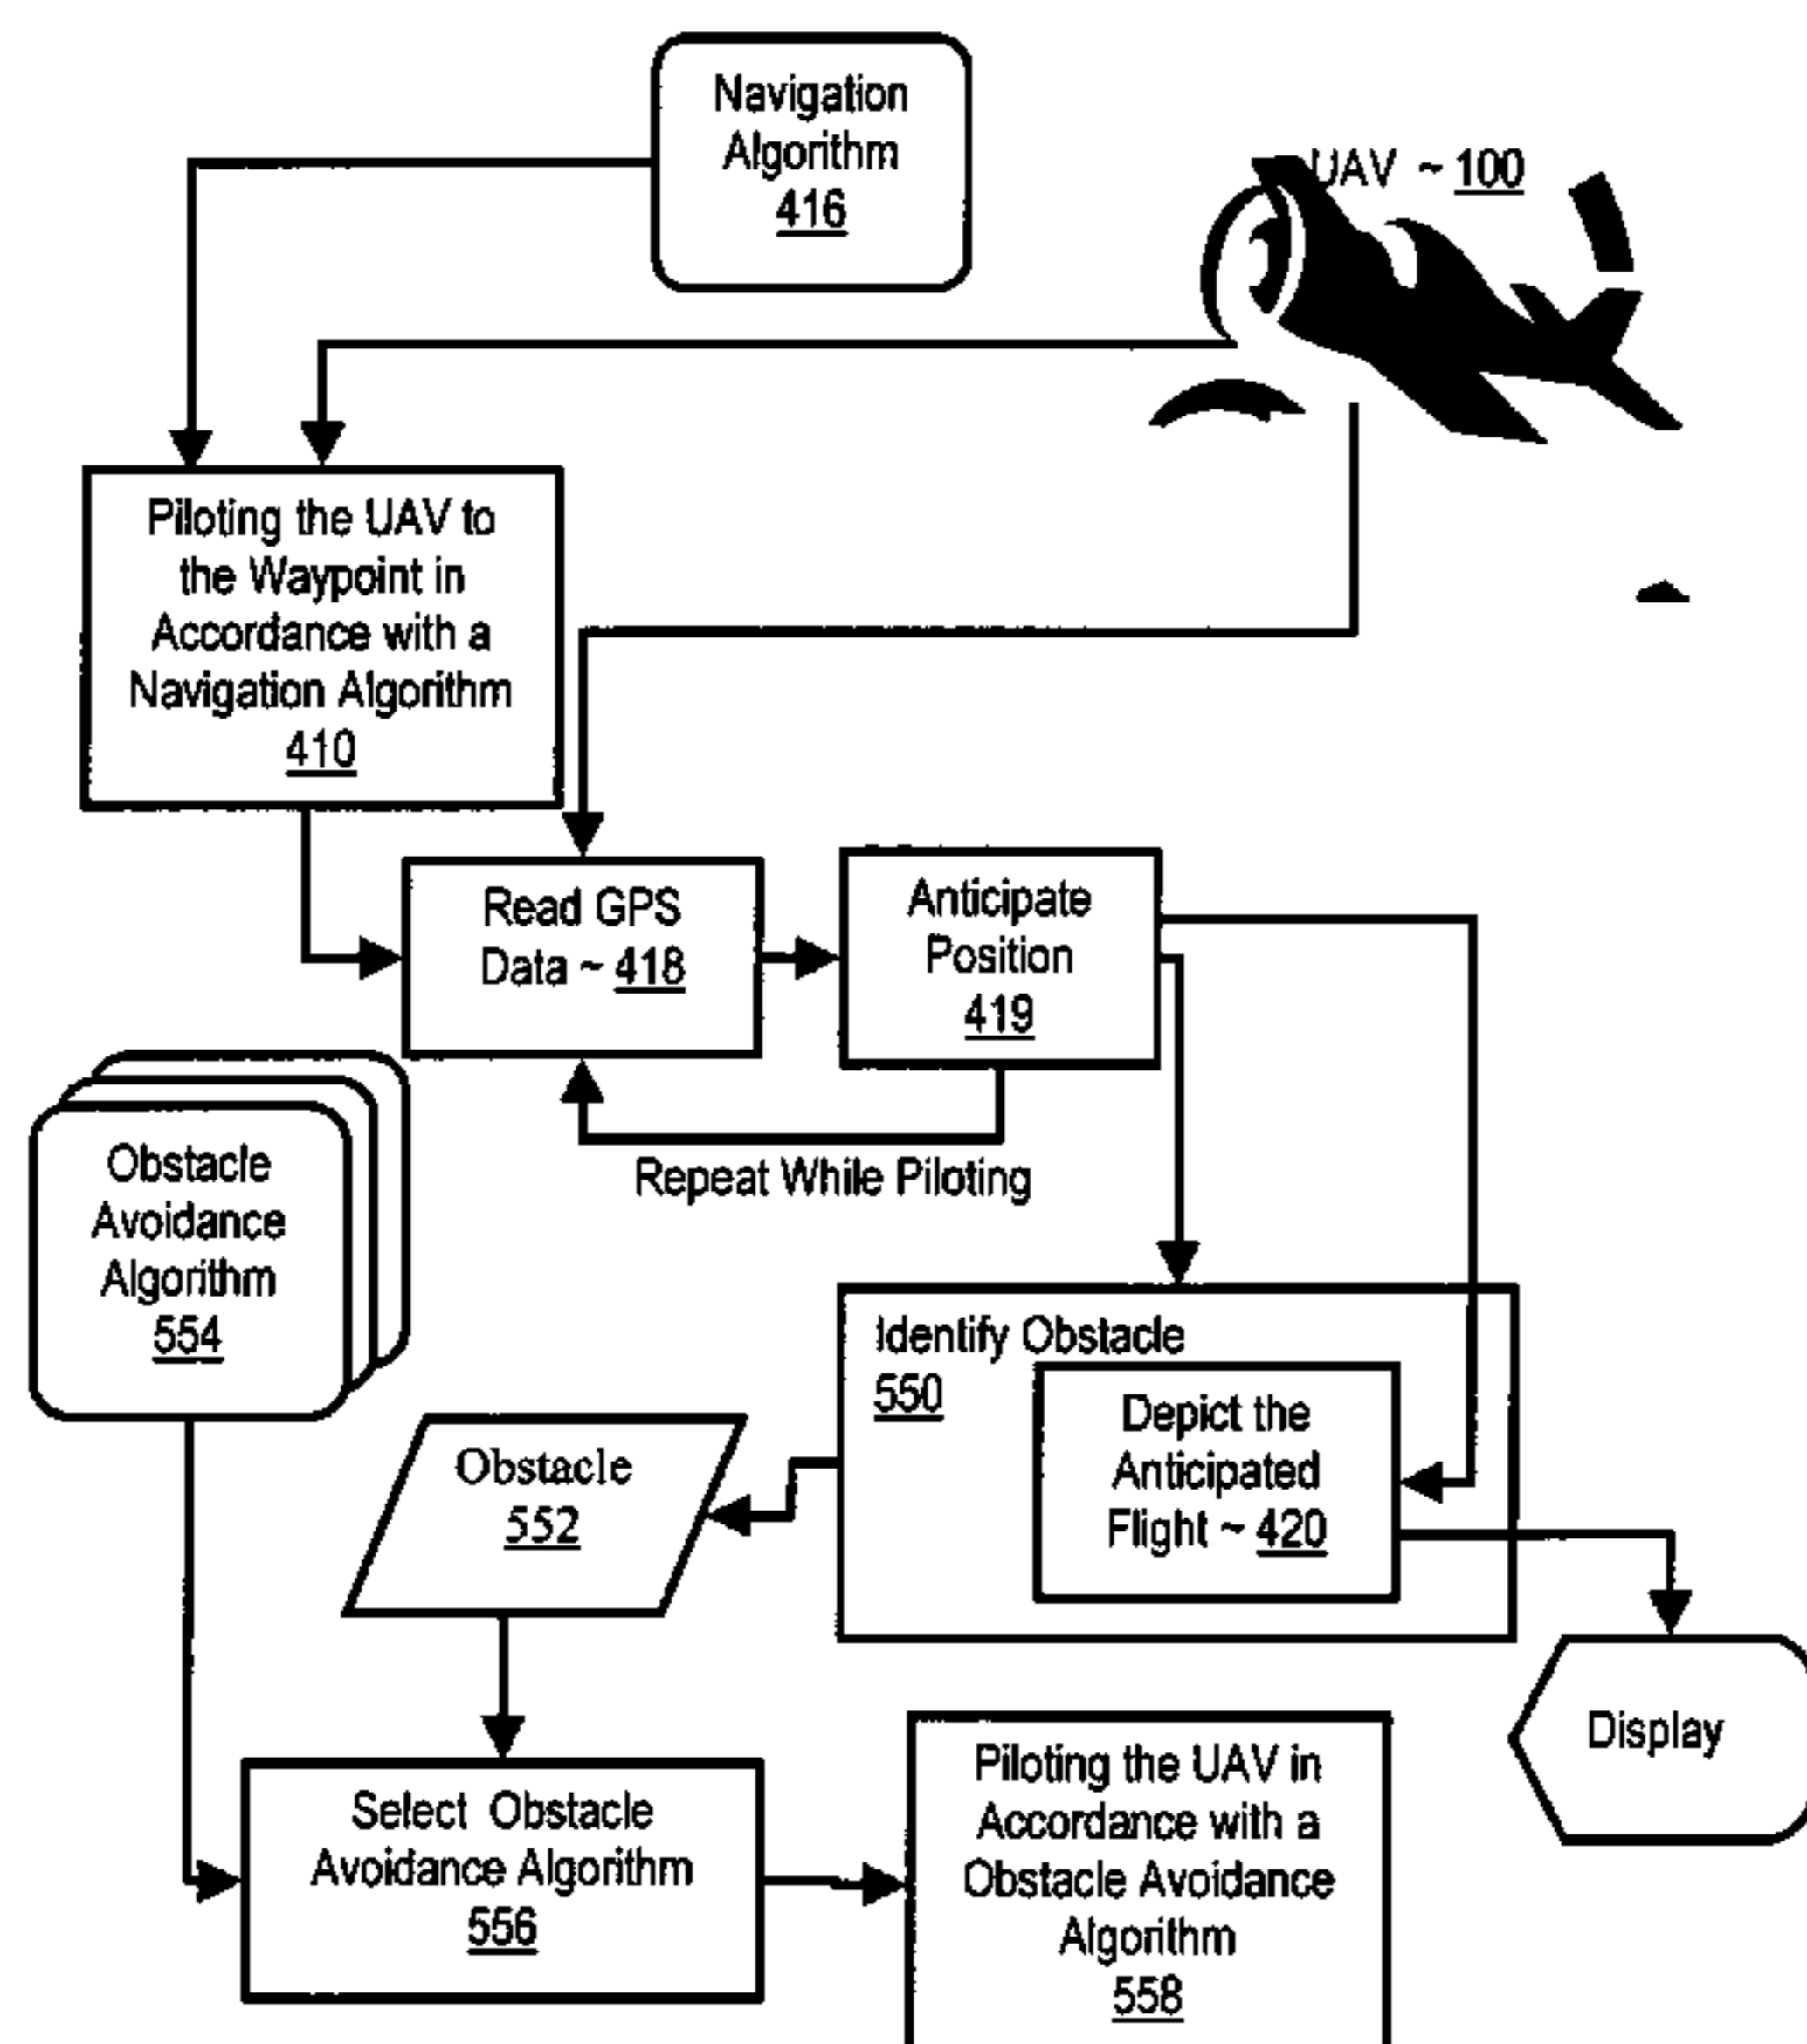 Navigation
Algorithm
416
UAV ~ 100
Piloting the UAV to
the Waypoint in
Accordance with a
Navigation Algorithm
410
Read GPS
Data ~ 418
Anticipate
Position
419
Repeat While Piloting
Obstacle
Avoidance
Algorithm
554
Identify Obstacle
550
Depict the
Anticipated
Flight ~ 420
Obstacle
552
Display
Select Obstacle
Avoidance Algorithm
556
Piloting the UAV in
Accordance with a
Obstacle Avoidance
Algorithm
558